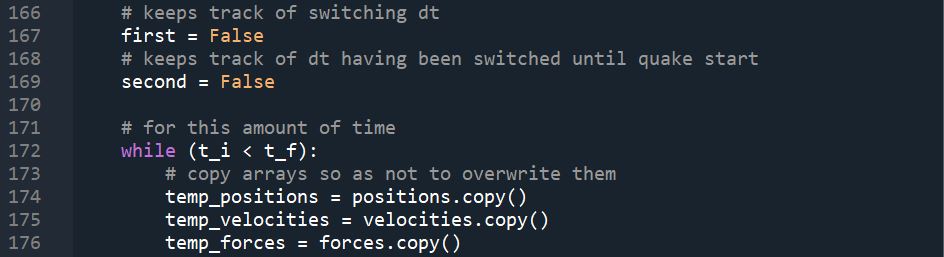 166 # keeps track of switching dt
167 first = False
168 # keeps track of dt having been switched until quake start
169 second = False
170
171 # for this amount of time
172 while (t_i < t_f):
173 # copy arrays so as not to overwrite them
174 temp_positions = positions.copy()
175 temp_velocities = velocities.copy()
176 temp_forces = forces.copy()